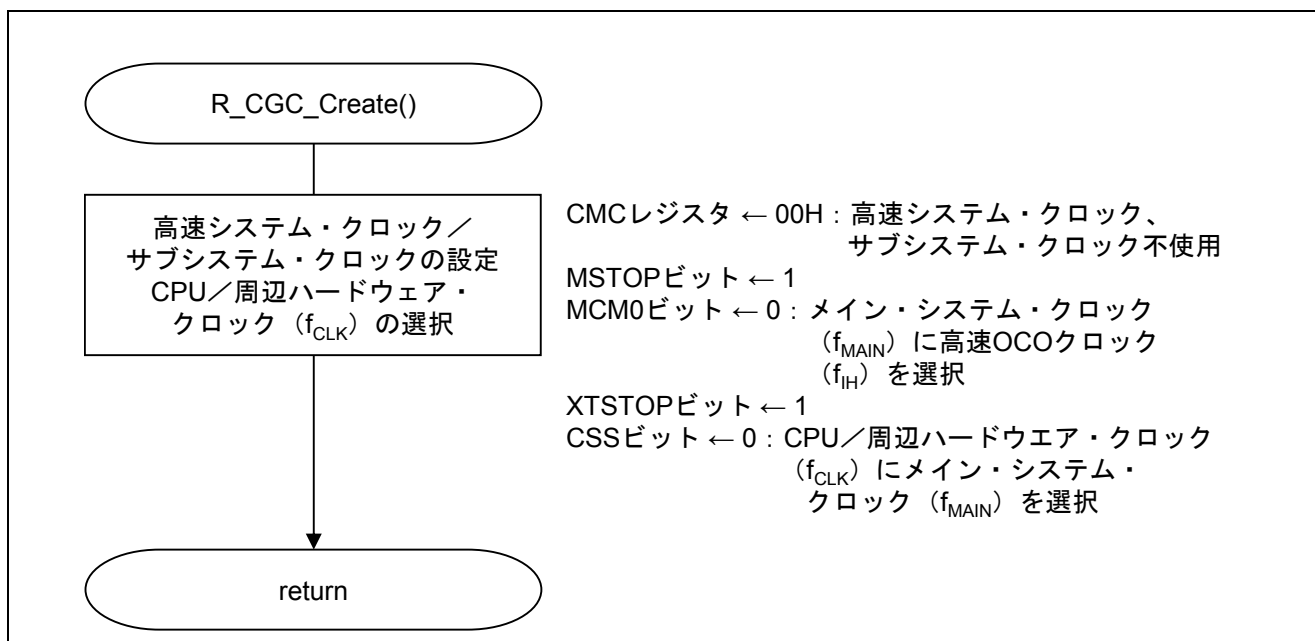 R_CGC_Create()
高速システム・クロック／
サブシステム・クロックの設定
CPU／周辺ハードウェア・
クロック（fCLK）の選択
CMCレジスタ ← 00H：高速システム・クロック、
サブシステム・クロック不使用
MSTOPビット ← 1
MCM0ビット ← 0：メイン・システム・クロック
（fMAIN）に高速OCOクロック
（fIH）を選択
XTSTOPビット ← 1
CSSビット ← 0：CPU／周辺ハードウエア・クロック
（fCLK）にメイン・システム・
クロック（fMAIN）を選択
return